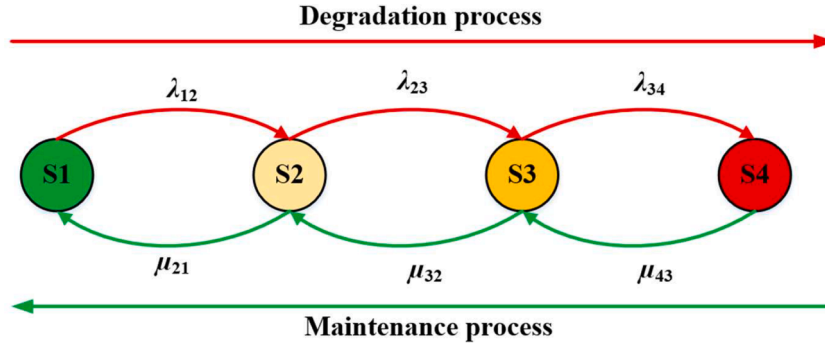 Degradation process
λ12 λ23 λ34
S1 S2 S3 S4
μ21 μ32 μ43
Maintenance process